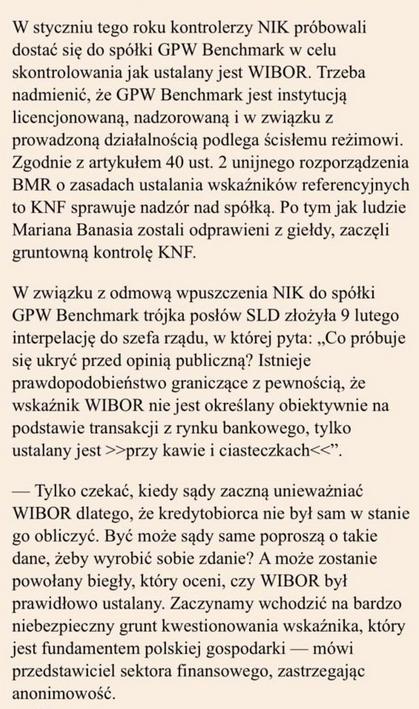 W styczniu tego roku kontrolerzy NIK próbowali
dostać się do spółki GPW Benchmark w celu
skontrolowania jak ustalany jest WIBOR. Trzeba
nadmienić, że GPW Benchmark jest instytucją
licencjonowaną, nadzorowaną i w związku z
prowadzoną działalnością podlega ścisłemu reżimowi.
Zgodnie z artykułem 40 ust. 2 unijnego rozporządzenia
BMR o zasadach ustalania wskaźników referencyjnych
to KNF sprawuje nadzór nad spółką. Po tym jak ludzie
Mariana Banasia zostali odprawieni z giełdy, zaczęli
gruntowną kontrolę KNF.
W związku z odmową wpuszczenia NIK do spółki
GPW Benchmark trójka posłów SLD złożyła 9 lutego
interpelację do szefa rządu, w której pyta: „Co próbuje
się ukryć przed opinią publiczną? Istnieje
prawdopodobieństwo graniczące z pewnością, że
wskaźnik WIBOR nie jest określany obiektywnie na
podstawie transakcji z rynku bankowego, tylko
ustalany jest >>przy kawie i ciasteczkach<<”.
— Tylko czekać, kiedy sądy zaczną unieważniać
WIBOR dlatego, że kredytobiorca nie był sam w stanie
go obliczyć. Być może sądy same poproszą o takie
dane, żeby wyrobić sobie zdanie? A może zostanie
powołany biegły, który oceni, czy WIBOR był
prawidłowo ustalany. Zaczynamy wchodzić na bardzo
niebezpieczny grunt kwestionowania wskaźnika, który
jest fundamentem polskiej gospodarki — mówi
przedstawiciel sektora finansowego, zastrzegając
anonimowość.